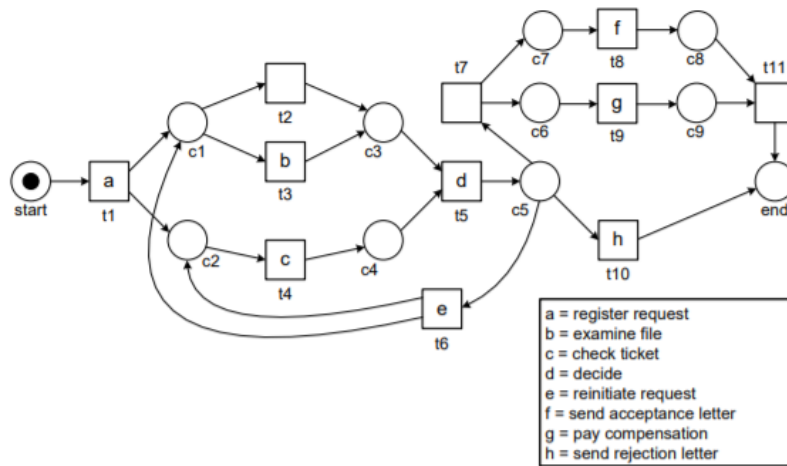 c7
f
t8
c8
t7
t11
c6
g
t9
c9
t2
c1
b
t3
c3
start
a
t1
d
t5
c5
end
c2
c
t4
c4
h
t10
e
t6
a = register request
b = examine file
c = check ticket
d = decide
e = reinitiate request
f = send acceptance letter
g = pay compensation
h = send rejection letter